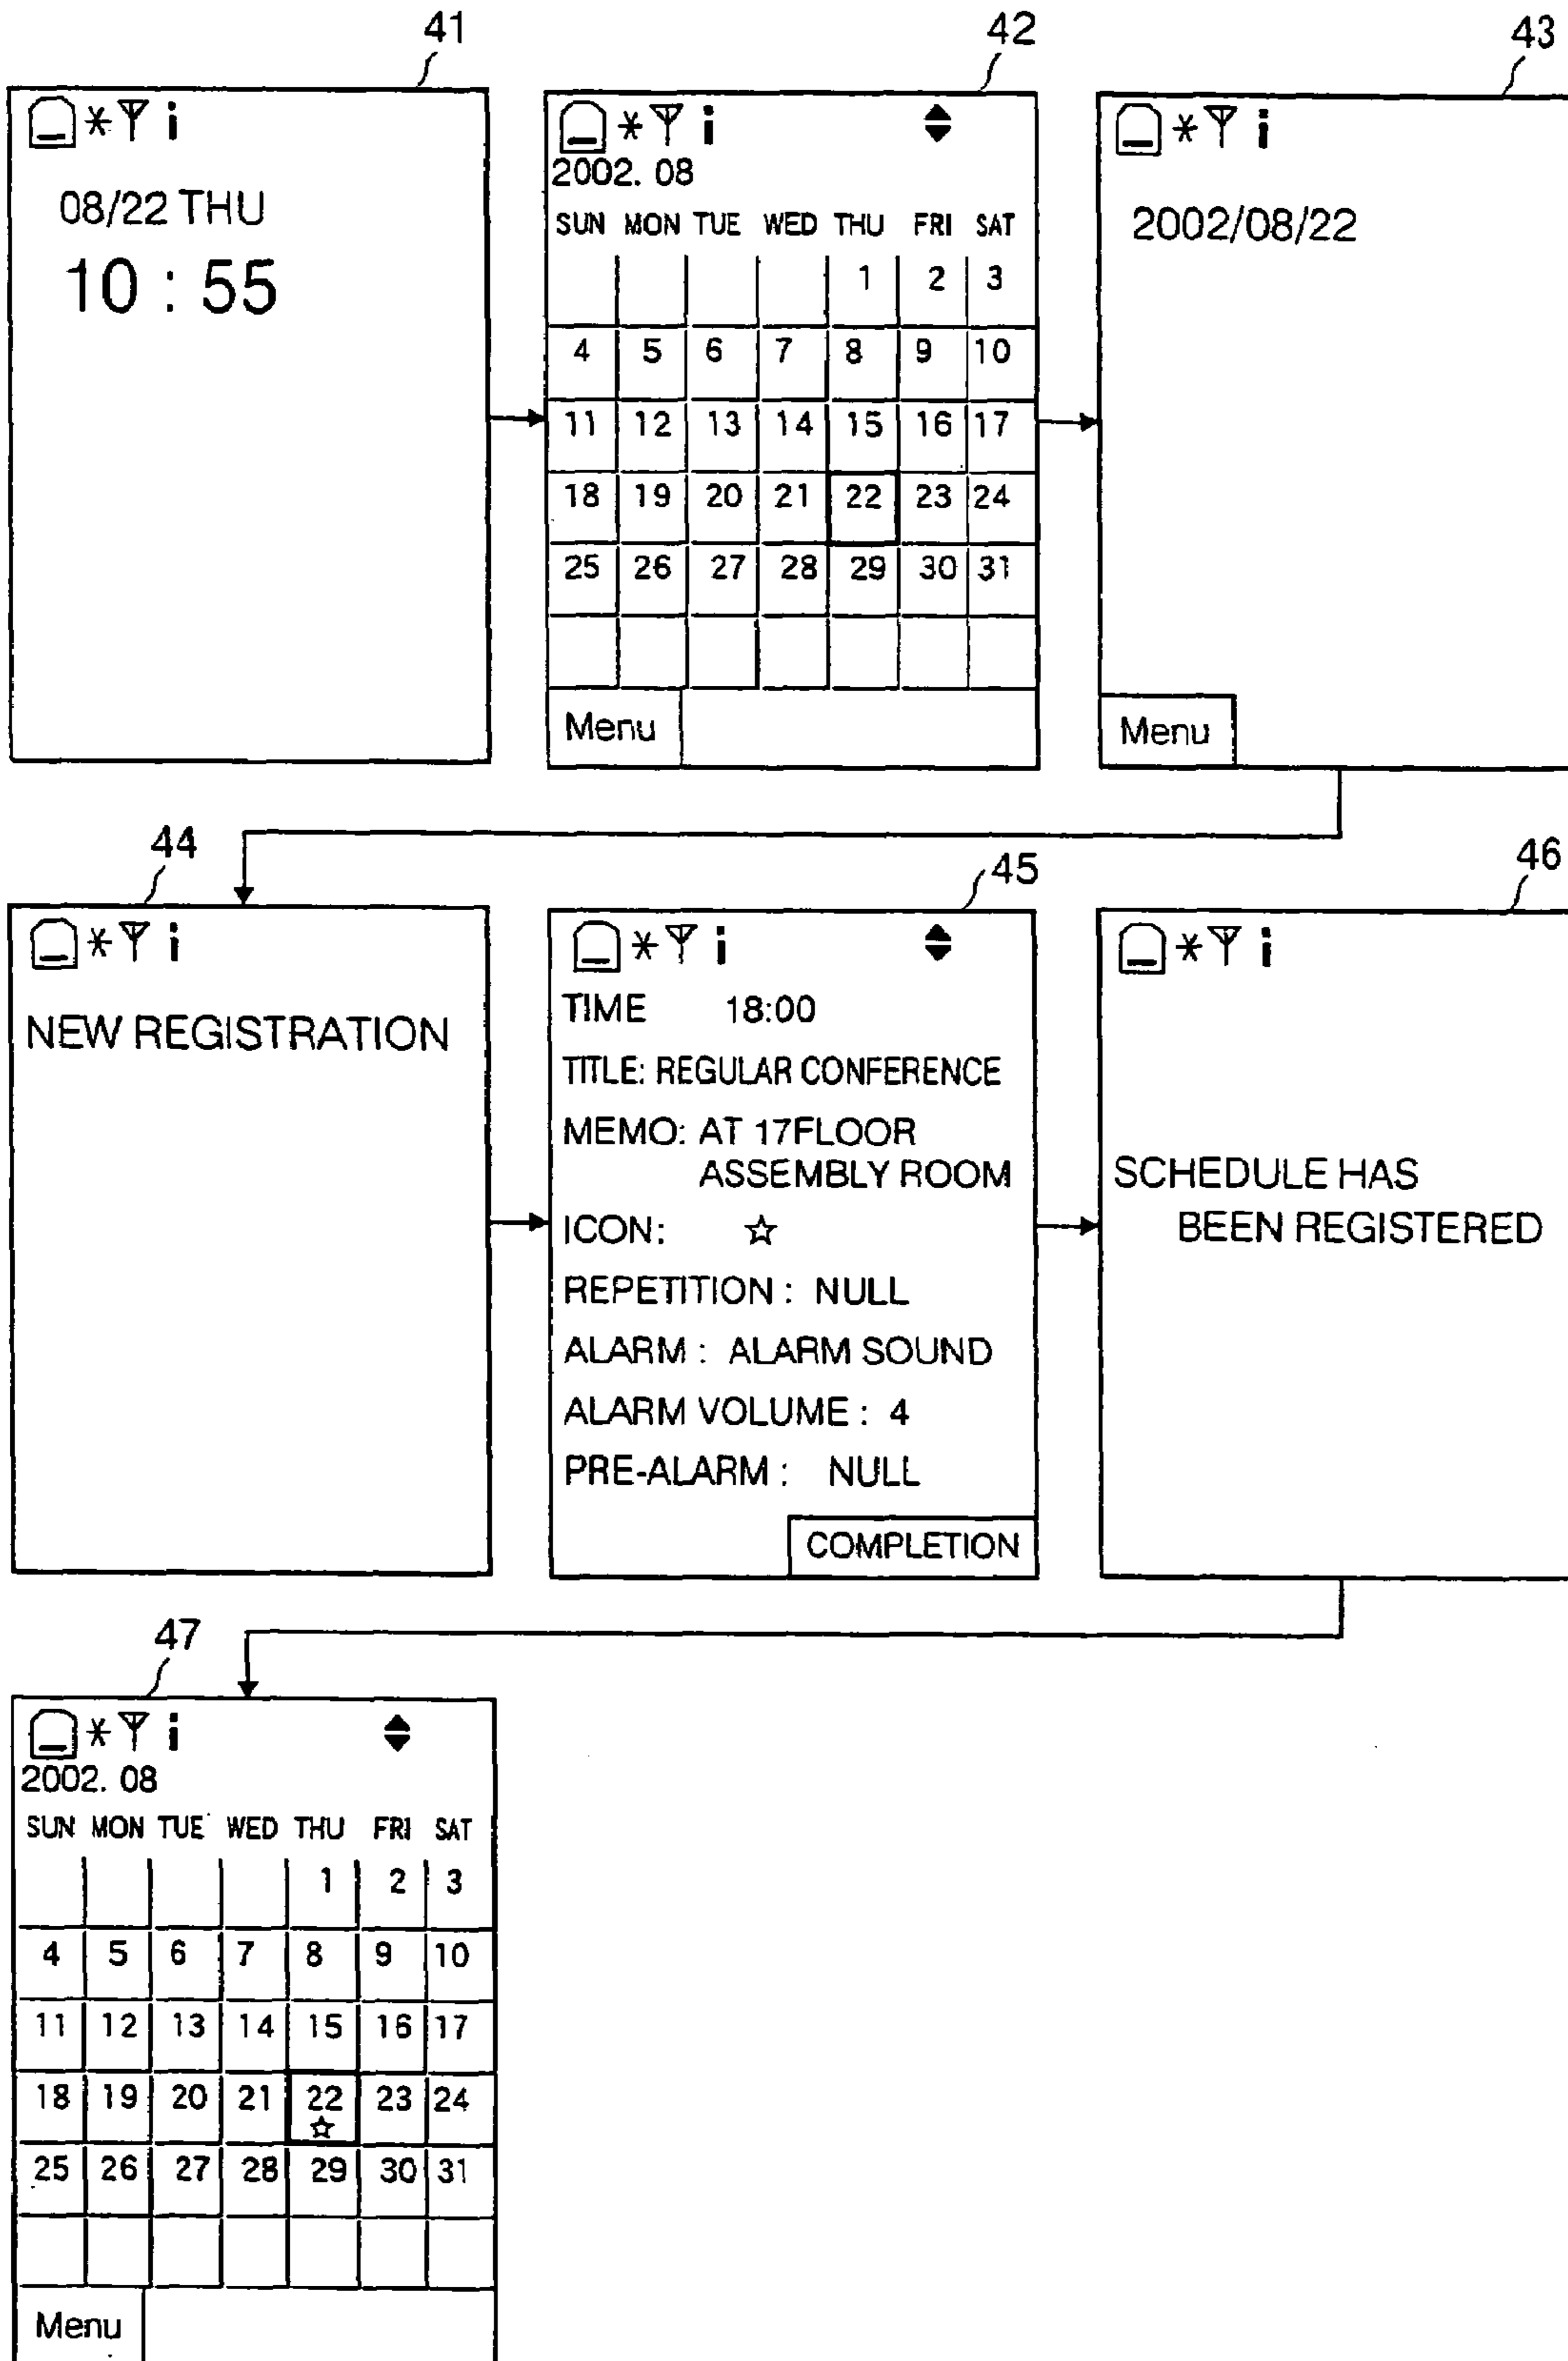 41
08/22 THU
10 : 55
42
2002. 08
SUN MON TUE WED THU FRI SAT
1 2 3
4 5 6 7 8 9 10
11 12 13 14 15 16 17
18 19 20 21 22 23 24
25 26 27 28 29 30 31
Menu
43
2002/08/22
Menu
44
NEW REGISTRATION
45
TIME 18:00
TITLE: REGULAR CONFERENCE
MEMO: AT 17FLOOR
ASSEMBLY ROOM
ICON: ☆
REPETITION : NULL
ALARM : ALARM SOUND
ALARM VOLUME : 4
PRE-ALARM : NULL
COMPLETION
46
SCHEDULE HAS
BEEN REGISTERED
47
2002. 08
SUN MON TUE WED THU FRI SAT
1 2 3
4 5 6 7 8 9 10
11 12 13 14 15 16 17
18 19 20 21 22 23 24
☆
25 26 27 28 29 30 31
Menu